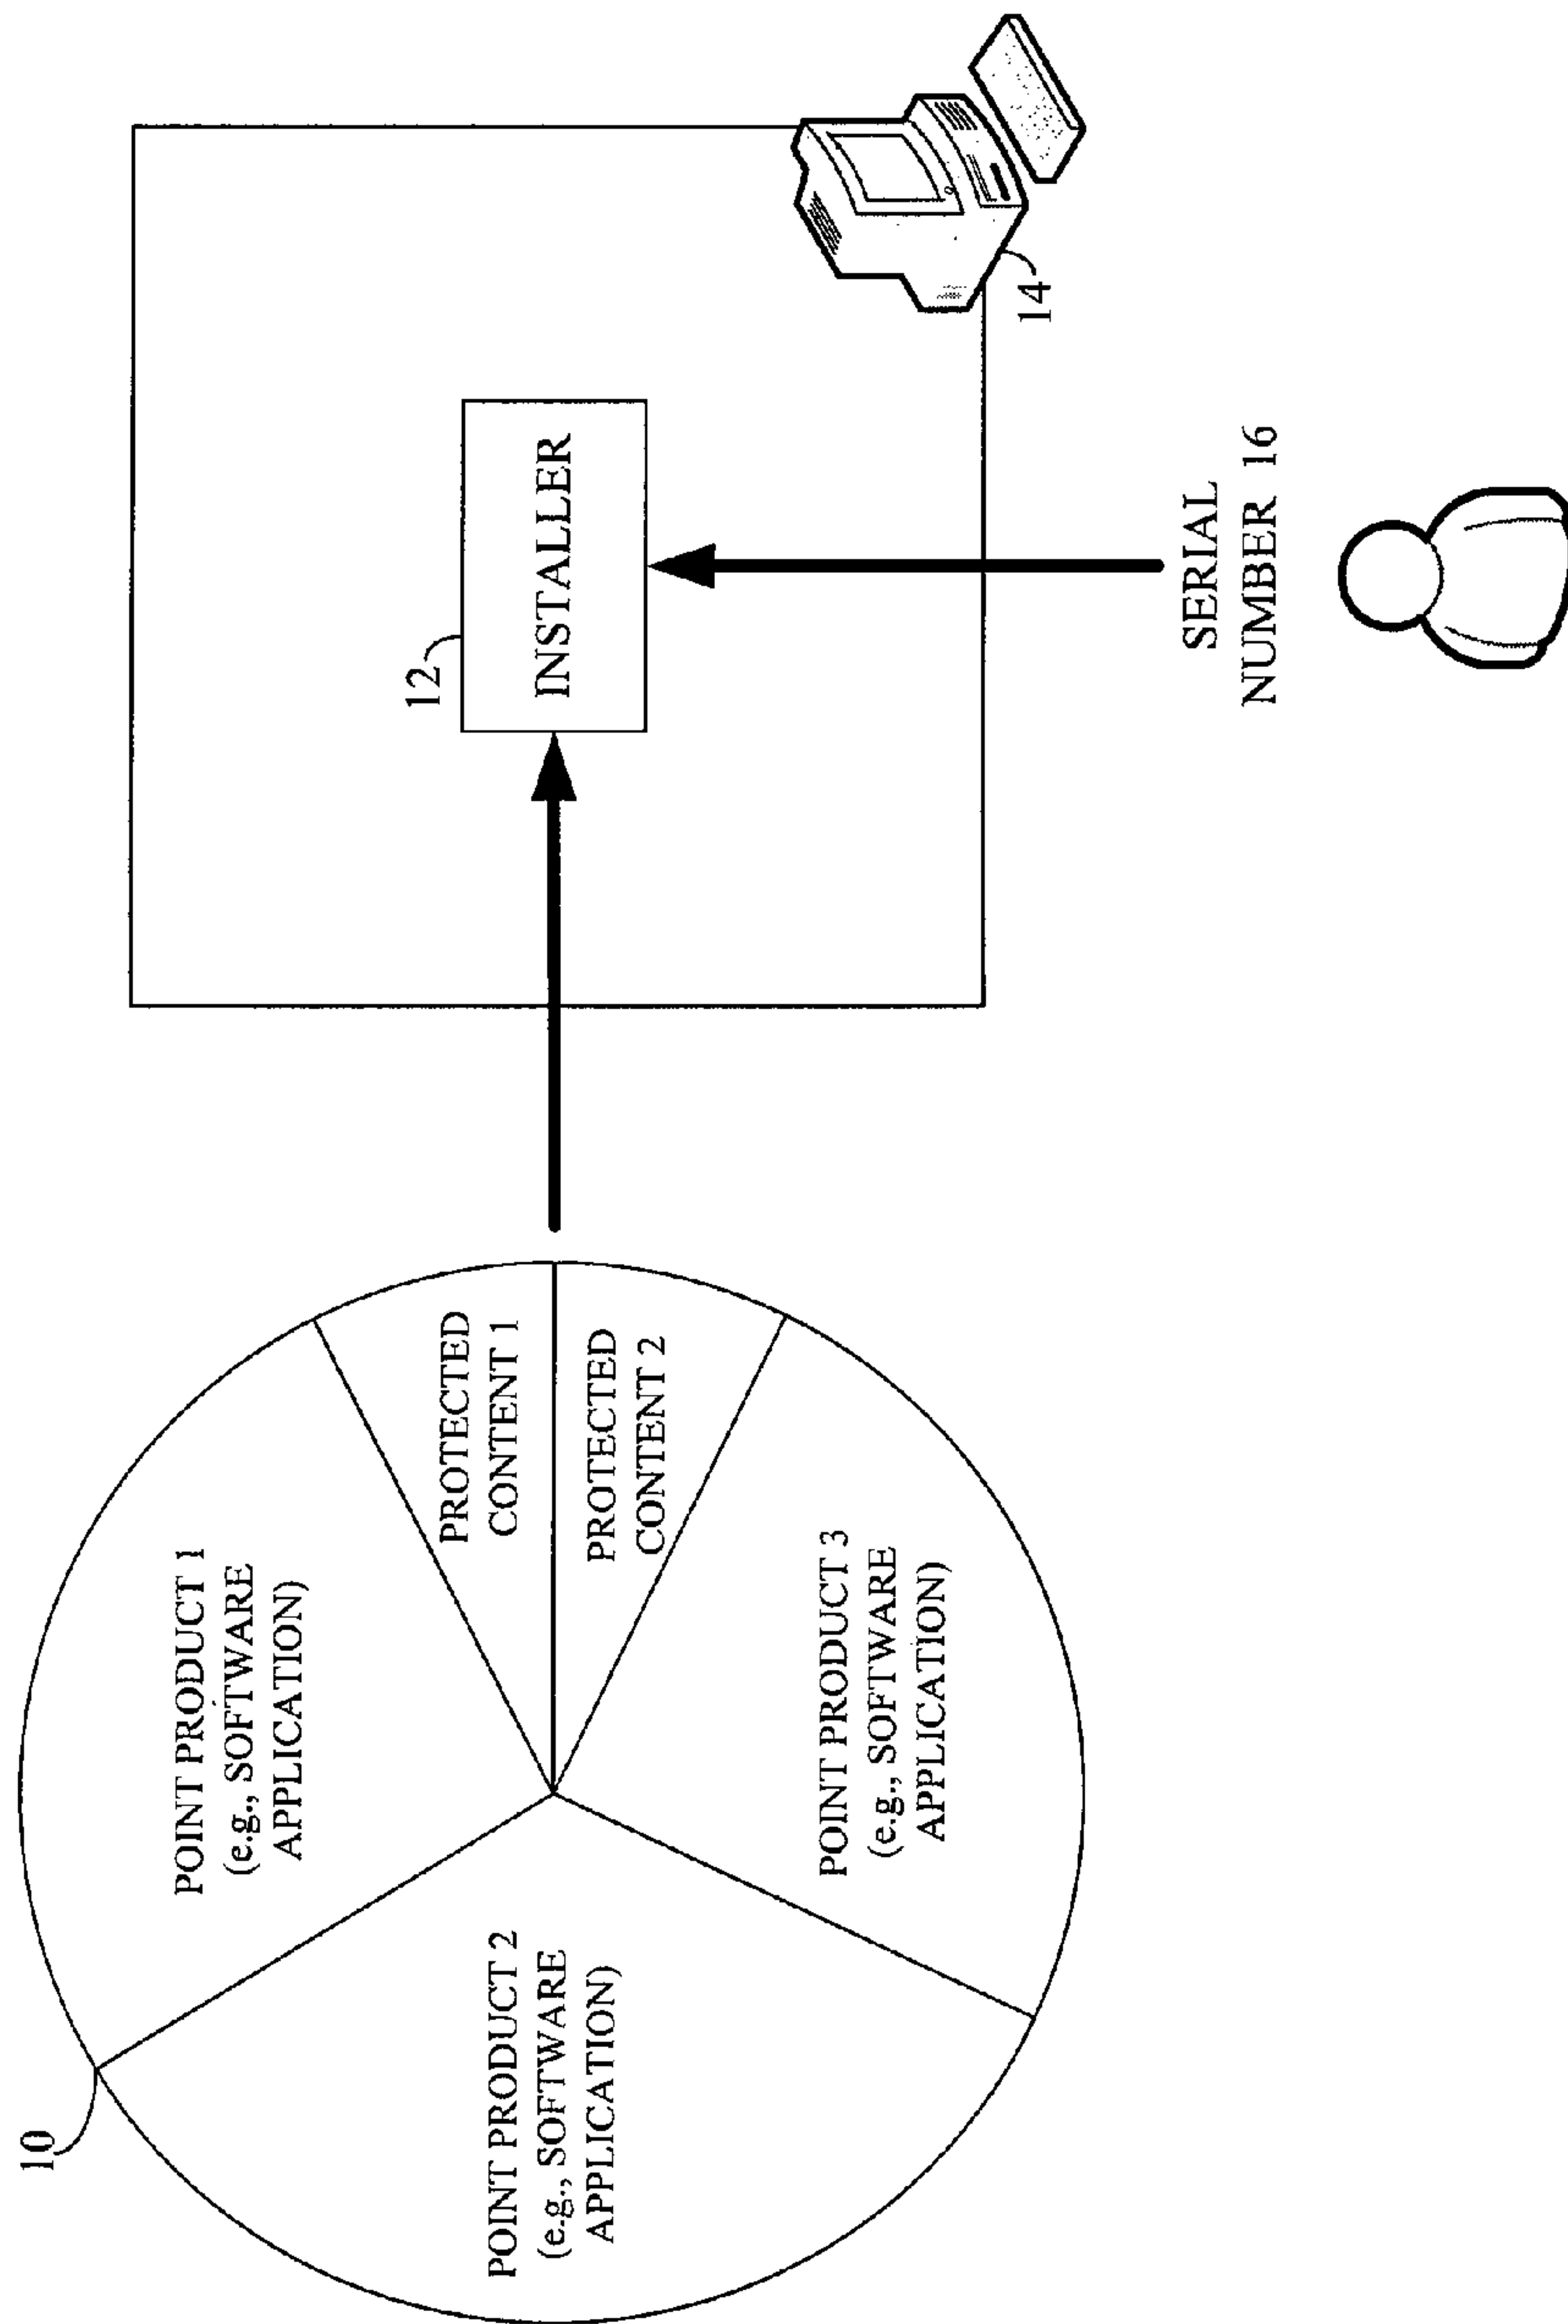 10
POINT PRODUCT 1
(e.g., SOFTWARE
APPLICATION)
POINT PRODUCT 2
(e.g., SOFTWARE
APPLICATION)
PROTECTED
CONTENT 1
PROTECTED
CONTENT 2
POINT PRODUCT 3
(e.g., SOFTWARE
APPLICATION)
12
INSTALLER
14
SERIAL
NUMBER 16